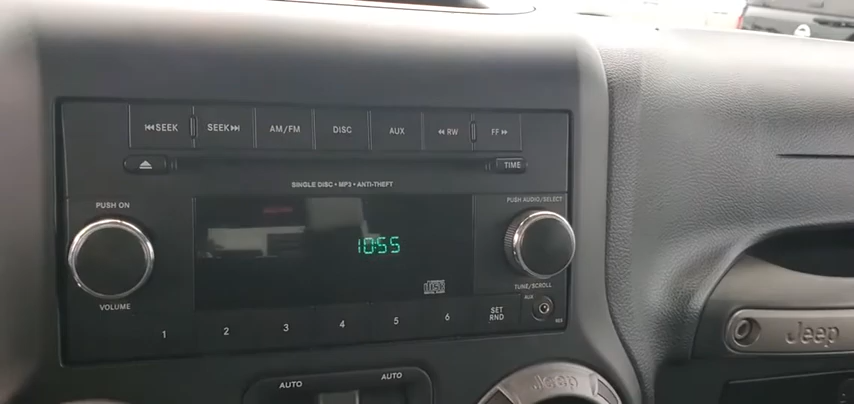 SEEK SEEK AM/FM DISC AUX RW FF
TIME
SINGLE DISC • MP3 • ANTI-THEFT
PUSH ON
PUSH AUDIO/SELECT
10:55
VOLUME
TUNE/SCROLL
AUX
1 2 3 4 5 6 SET
RND
AUTO AUTO
Jeep
Jeep